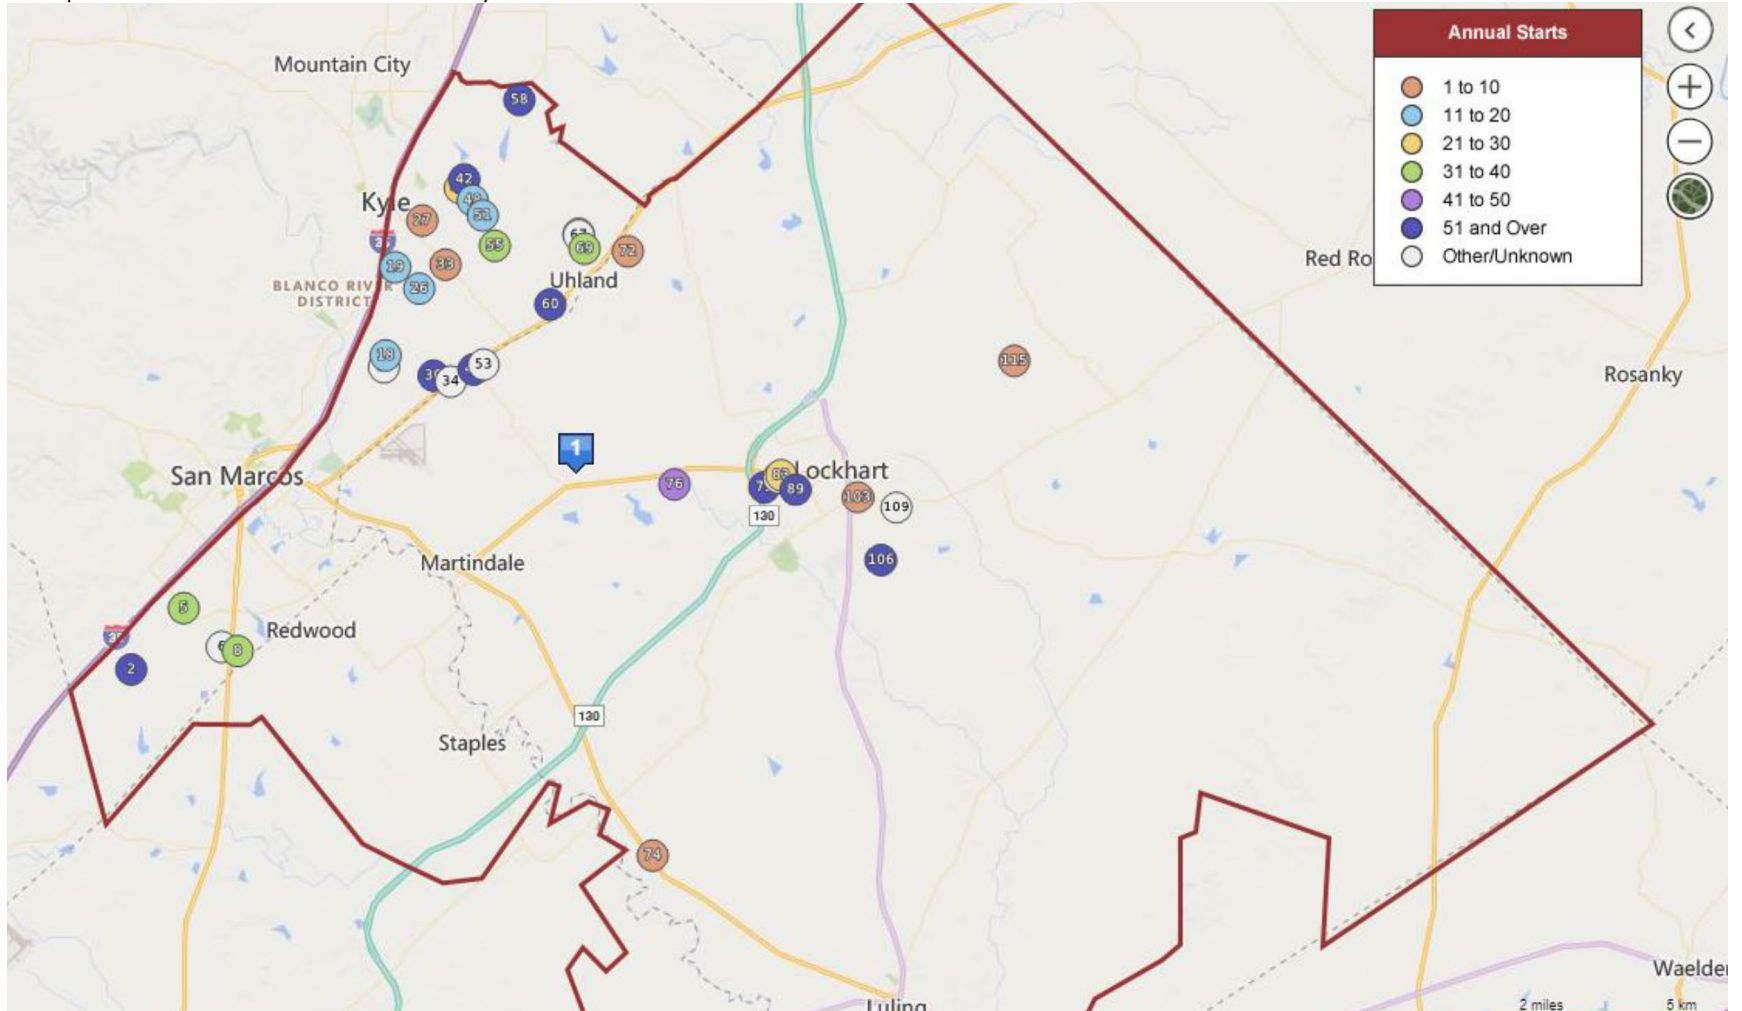 Annual Starts
1 to 10
11 to 20
21 to 30
31 to 40
41 to 50
51 and Over
Other/Unknown
Mountain City
58
42
Kyle
51
27
55
69
72
19
33
26
Uhland
BLANCO RIVER
DISTRICT
60
Red Ro
18
53
34
115
Rosanky
1
San Marcos
76
Lockhart
89
103
109
130
106
Martindale
5
Redwood
35
8
2
130
Staples
74
Waelder
Luling
2 miles
5 km